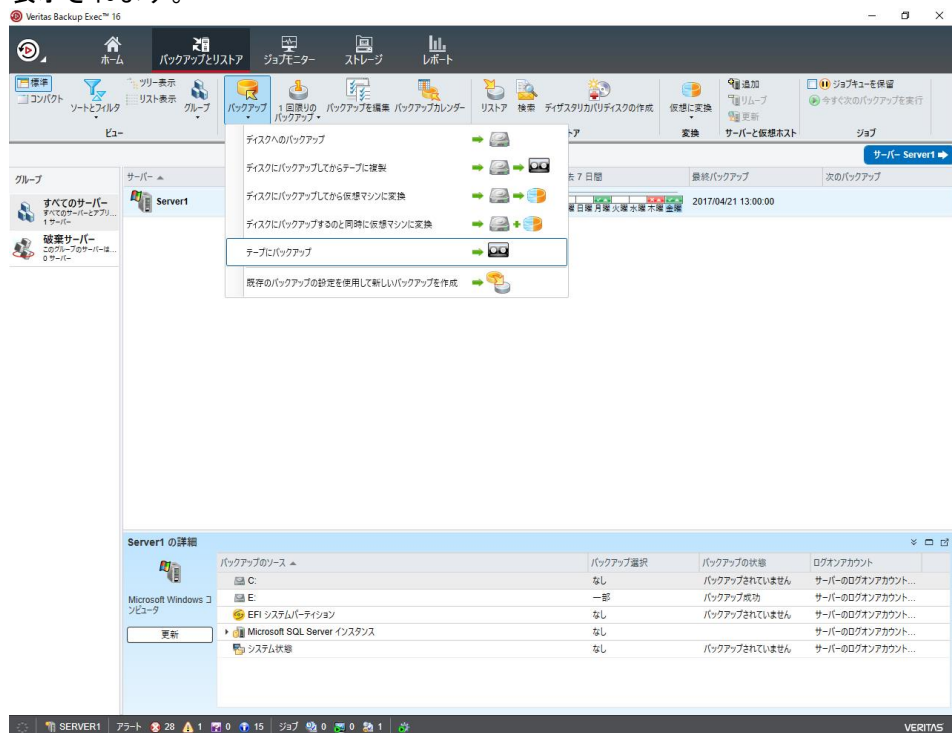 表示されます。
Veritas Backup Exec™ 16
ホーム バックアップとリストア ジョブモニター ストレージ レポート
標準
コンパクト
ソートとフィルタ
ツリー表示
リスト表示
グループ
ビュー
バックアップ
1 回限りの
バックアップ
バックアップを編集
バックアップカレンダー
リストア
検索
ディザスタリカバリディスクの作成
トア
仮想に変換
変換
追加
リムーブ
更新
サーバーと仮想ホスト
ジョブキューを保留
今すぐ次のバックアップを実行
ジョブ
ディスクへのバックアップ
ディスクにバックアップしてからテープに複製
ディスクにバックアップしてから仮想マシンに変換
ディスクにバックアップするのと同時に仮想マシンに変換
テープにバックアップ
既存のバックアップの設定を使用して新しいバックアップを作成
サーバー Server1
グループ
すべてのサーバー
すべてのサーバーとアプリ...
1 サーバー
破棄サーバー
このグループのサーバーは...
0 サーバー
サーバー
去 7 日間 最終バックアップ 次のバックアップ
Server1
曜 日曜 月曜 火曜 水曜 木曜 金曜
2017/04/21 13:00:00
Server1 の詳細
Microsoft Windows コ
ンピュータ
更新
バックアップのソース バックアップ選択 バックアップの状態 ログオンアカウント
C: なし バックアップされていません サーバーのログオンアカウント...
E: 一部 バックアップ成功 サーバーのログオンアカウント...
EFI システムパーティション なし バックアップされていません サーバーのログオンアカウント...
Microsoft SQL Server インスタンス なし サーバーのログオンアカウント...
システム状態 なし バックアップされていません サーバーのログオンアカウント...
SERVER1 アラート 28 1 0 15 ジョブ 0 0 1 VERITAS